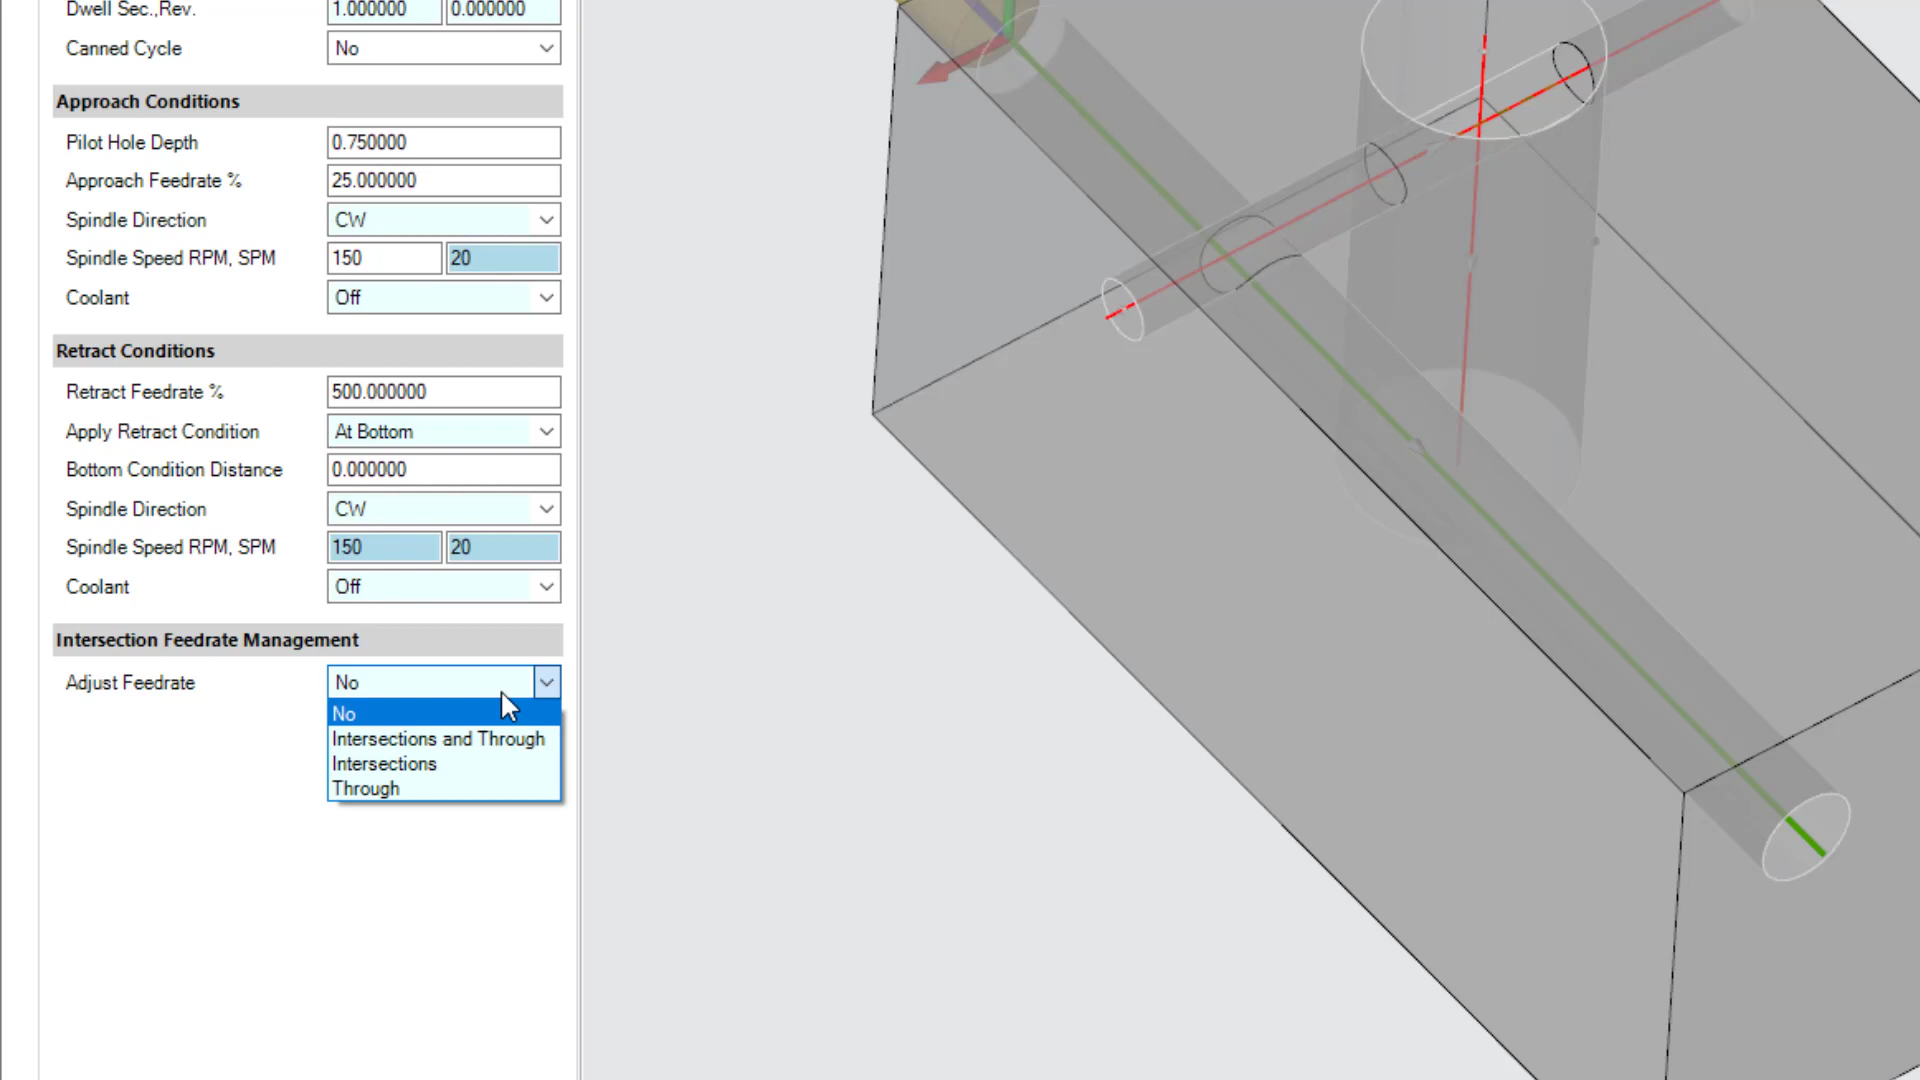 Dwell Sec.,Rev. 1.000000 0.000000
Canned Cycle No
Approach Conditions
Pilot Hole Depth 0.750000
Approach Feedrate % 25.000000
Spindle Direction CW
Spindle Speed RPM, SPM 150 20
Coolant Off
Retract Conditions
Retract Feedrate % 500.000000
Apply Retract Condition At Bottom
Bottom Condition Distance 0.000000
Spindle Direction CW
Spindle Speed RPM, SPM 150 20
Coolant Off
Intersection Feedrate Management
Adjust Feedrate No
No
Intersections and Through
Intersections
Through